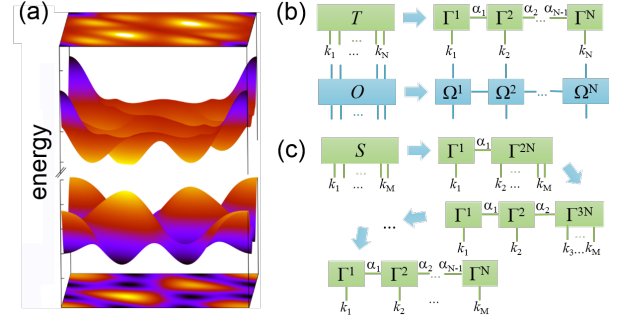 (a)
energy
(b)
T
Γ¹ α₁ Γ² α₂ ... αN-1 Γᴺ
k₁ ... kN
k₁ k₂ kN
O
Ω¹ Ω² ... Ωᴺ
... ...
(c)
S
Γ¹ α₁ Γ²ᴺ
k₁ ... kM
k₁ k₂ ... kM
Γ¹ α₁ Γ² α₂ Γ³ᴺ
...
k₁ k₂ k₃...kM
Γ¹ α₁ Γ² α₂ ... αN-1 Γᴺ
k₁ k₂ ... kM